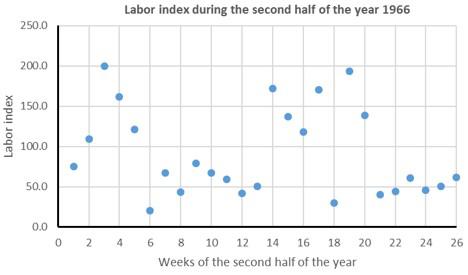 Labor index during the second half of the year 1966
250.0
200.0
150.0
100.0
50.0
0.0
Labor index
0 2 4 6 8 10 12 14 16 18 20 22 24 26
Weeks of the second half of the year